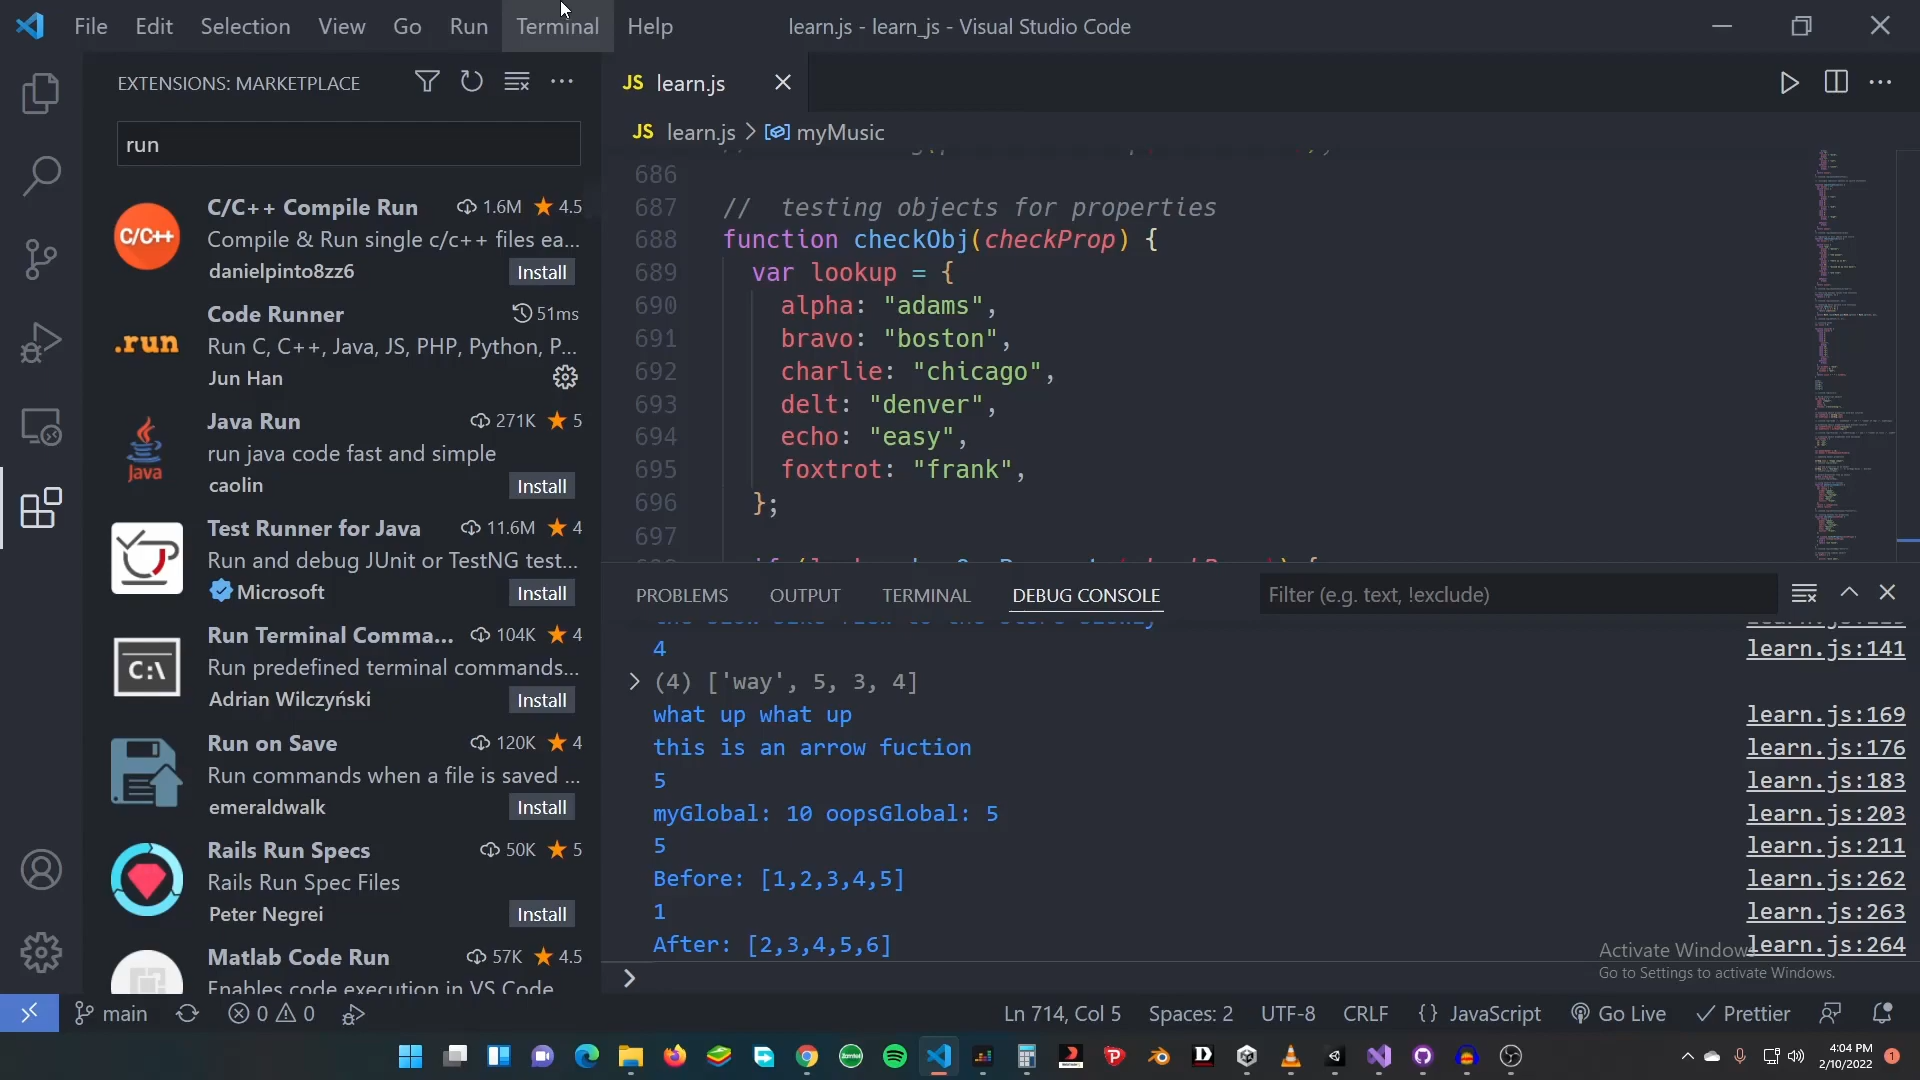 File Edit Selection View Go Run Terminal Help
learn.js - learn_js - Visual Studio Code
EXTENSIONS: MARKETPLACE
run
C/C++
C/C++ Compile Run 1.6M 4.5
Compile & Run single c/c++ files ea...
danielpinto8zz6 Install
.run
Code Runner 51ms
Run C, C++, Java, JS, PHP, Python, P...
Jun Han
Java
Java Run 271K 5
run java code fast and simple
caolin Install
Test Runner for Java 11.6M 4
Run and debug JUnit or TestNG test...
Microsoft Install
C:\
Run Terminal Comma... 104K 4
Run predefined terminal commands...
Adrian Wilczyński Install
Run on Save 120K 4
Run commands when a file is saved ...
emeraldwalk Install
Rails Run Specs 50K 5
Rails Run Spec Files
Peter Negrei Install
Matlab Code Run 57K 4.5
Enables code execution in VS Code
JS learn.js
JS learn.js > myMusic
686
687 // testing objects for properties
688 function checkObj(checkProp) {
689 var lookup = {
690 alpha: "adams",
691 bravo: "boston",
692 charlie: "chicago",
693 delt: "denver",
694 echo: "easy",
695 foxtrot: "frank",
696 };
697
PROBLEMS OUTPUT TERMINAL DEBUG CONSOLE
Filter (e.g. text, !exclude)
4 learn.js:141
> (4) ['way', 5, 3, 4]
what up what up learn.js:169
this is an arrow fuction learn.js:176
5 learn.js:183
myGlobal: 10 oopsGlobal: 5 learn.js:203
5 learn.js:211
Before: [1,2,3,4,5] learn.js:262
1 learn.js:263
After: [2,3,4,5,6] learn.js:264
>
Activate Windows
Go to Settings to activate Windows.
main 0 0
Ln 714, Col 5 Spaces: 2 UTF-8 CRLF {} JavaScript Go Live Prettier
4:04 PM
2/10/2022
1